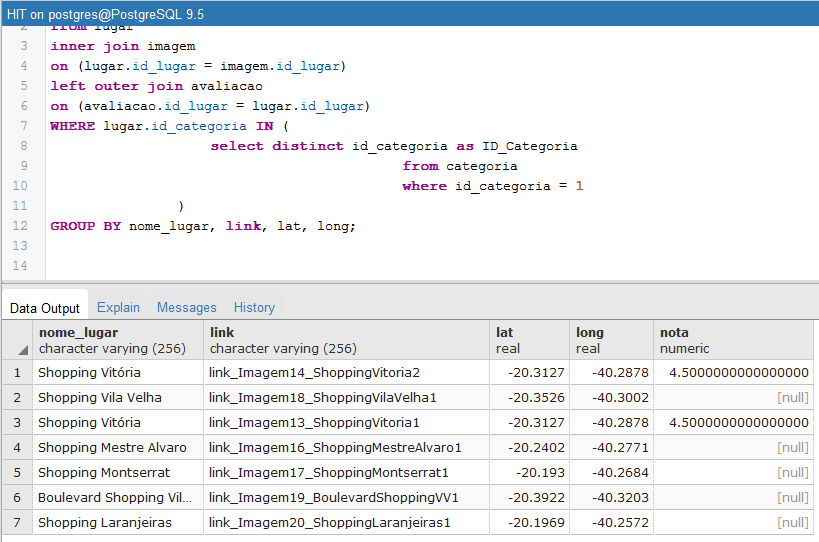 HIT on postgres@PostgreSQL 9.5
2 from lugar
3 inner join imagem
4 on (lugar.id_lugar = imagem.id_lugar)
5 left outer join avaliacao
6 on (avaliacao.id_lugar = lugar.id_lugar)
7 WHERE lugar.id_categoria IN (
8 select distinct id_categoria as ID_Categoria
9 from categoria
10 where id_categoria = 1
11 )
12 GROUP BY nome_lugar, link, lat, long;
13
14
Data Output Explain Messages History
nome_lugar link lat long nota
character varying (256) character varying (256) real real numeric
1 Shopping Vitória link_Imagem14_ShoppingVitoria2 -20.3127 -40.2878 4.5000000000000000
2 Shopping Vila Velha link_Imagem18_ShoppingVilaVelha1 -20.3526 -40.3002 [null]
3 Shopping Vitória link_Imagem13_ShoppingVitoria1 -20.3127 -40.2878 4.5000000000000000
4 Shopping Mestre Alvaro link_Imagem16_ShoppingMestreAlvaro1 -20.2402 -40.2771 [null]
5 Shopping Montserrat link_Imagem17_ShoppingMontserrat1 -20.193 -40.2684 [null]
6 Boulevard Shopping Vil... link_Imagem19_BoulevardShoppingVV1 -20.3922 -40.3203 [null]
7 Shopping Laranjeiras link_Imagem20_ShoppingLaranjeiras1 -20.1969 -40.2572 [null]